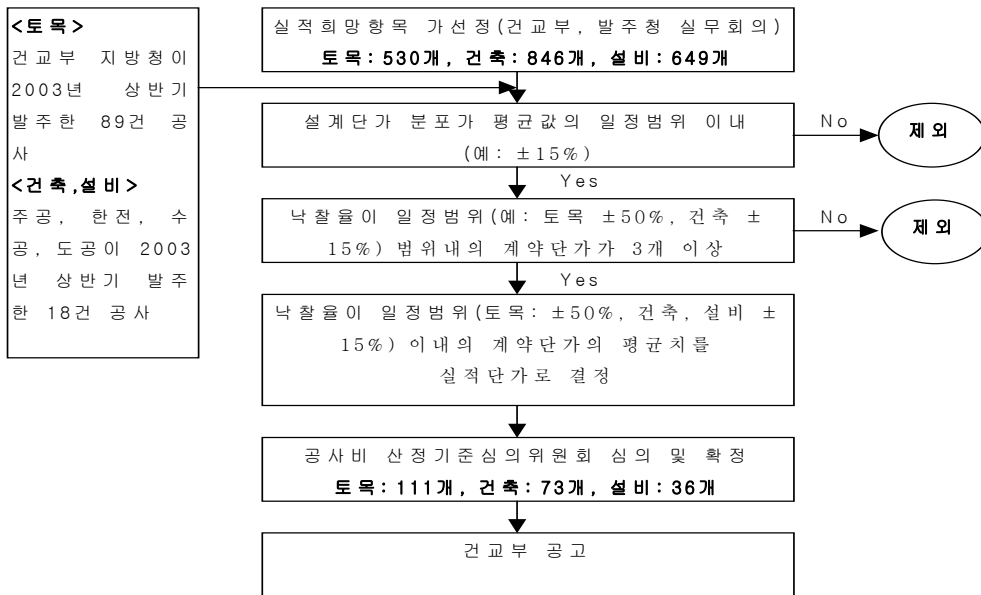 <토목>
건교부 지방청이
2003년 상반기
발주한 89건 공
사
<건축,설비>
주공, 한전, 수
공, 도공이 2003
년 상반기 발주
한 18건 공사
실적희망항목 가선정(건교부, 발주청 실무회의)
토목: 530개, 건축: 846개, 설비: 649개
설계단가 분포가 평균값의 일정범위 이내
(예: ±15%)
No
제외
Yes
낙찰율이 일정범위(예: 토목 ±50%, 건축 ±
15%) 범위내의 계약단가가 3개 이상
No
제외
Yes
낙찰율이 일정범위(토목: ±50%, 건축, 설비 ±
15%) 이내의 계약단가의 평균치를
실적단가로 결정
공사비 산정기준심의위원회 심의 및 확정
토목: 111개, 건축: 73개, 설비: 36개
건교부 공고